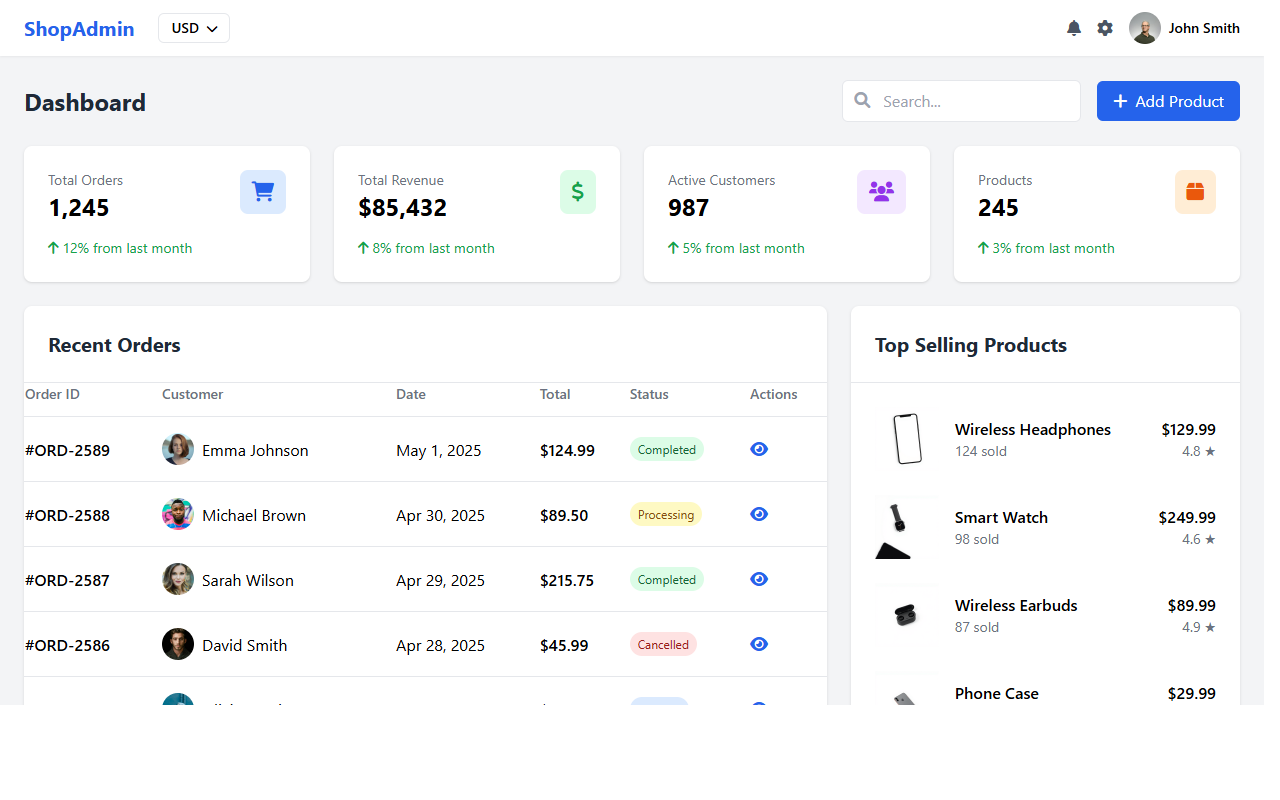 ShopAdmin USD John Smith
Dashboard Search... Add Product
Total Orders
1,245
12% from last month
Total Revenue
$85,432
8% from last month
Active Customers
987
5% from last month
Products
245
3% from last month
Recent Orders
Order ID Customer Date Total Status Actions
#ORD-2589 Emma Johnson May 1, 2025 $124.99 Completed
#ORD-2588 Michael Brown Apr 30, 2025 $89.50 Processing
#ORD-2587 Sarah Wilson Apr 29, 2025 $215.75 Completed
#ORD-2586 David Smith Apr 28, 2025 $45.99 Cancelled
Top Selling Products
Wireless Headphones $129.99
124 sold 4.8 ★
Smart Watch $249.99
98 sold 4.6 ★
Wireless Earbuds $89.99
87 sold 4.9 ★
Phone Case $29.99